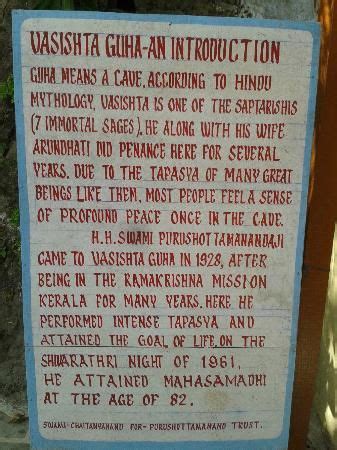 VASISHTA GUHA-AN INTRODUCTION
GUHA MEANS A CAVE. ACCORDING TO HINDU
MYTHOLOGY, VASISHTA IS ONE OF THE SAPTARISHIS
(7 IMMORTAL SAGES). HE ALONG WITH HIS WIFE
ARUNDHATI DID PENANCE HERE FOR SEVERAL
YEARS. DUE TO THE TAPASYA OF MANY GREAT
BEINGS LIKE THEM, MOST PEOPLE FEEL A SENSE
OF PROFOUND PEACE ONCE IN THE CAVE.
H.H. SWAMI PURUSHOTTAMANANDAJI
CAME TO VASISHTA GUHA IN 1928, AFTER
BEING IN THE RAMAKRISHNA MISSION
KERALA FOR MANY YEARS. HERE HE
PERFORMED INTENSE TAPASYA AND
ATTAINED THE GOAL OF LIFE. ON THE
SHIVARATHRI NIGHT OF 1961,
HE ATTAINED MAHASAMADHI
AT THE AGE OF 82.
SWAMI-CHAITANYANAND FOR-PURUSHOTTAMANAND TRUST.